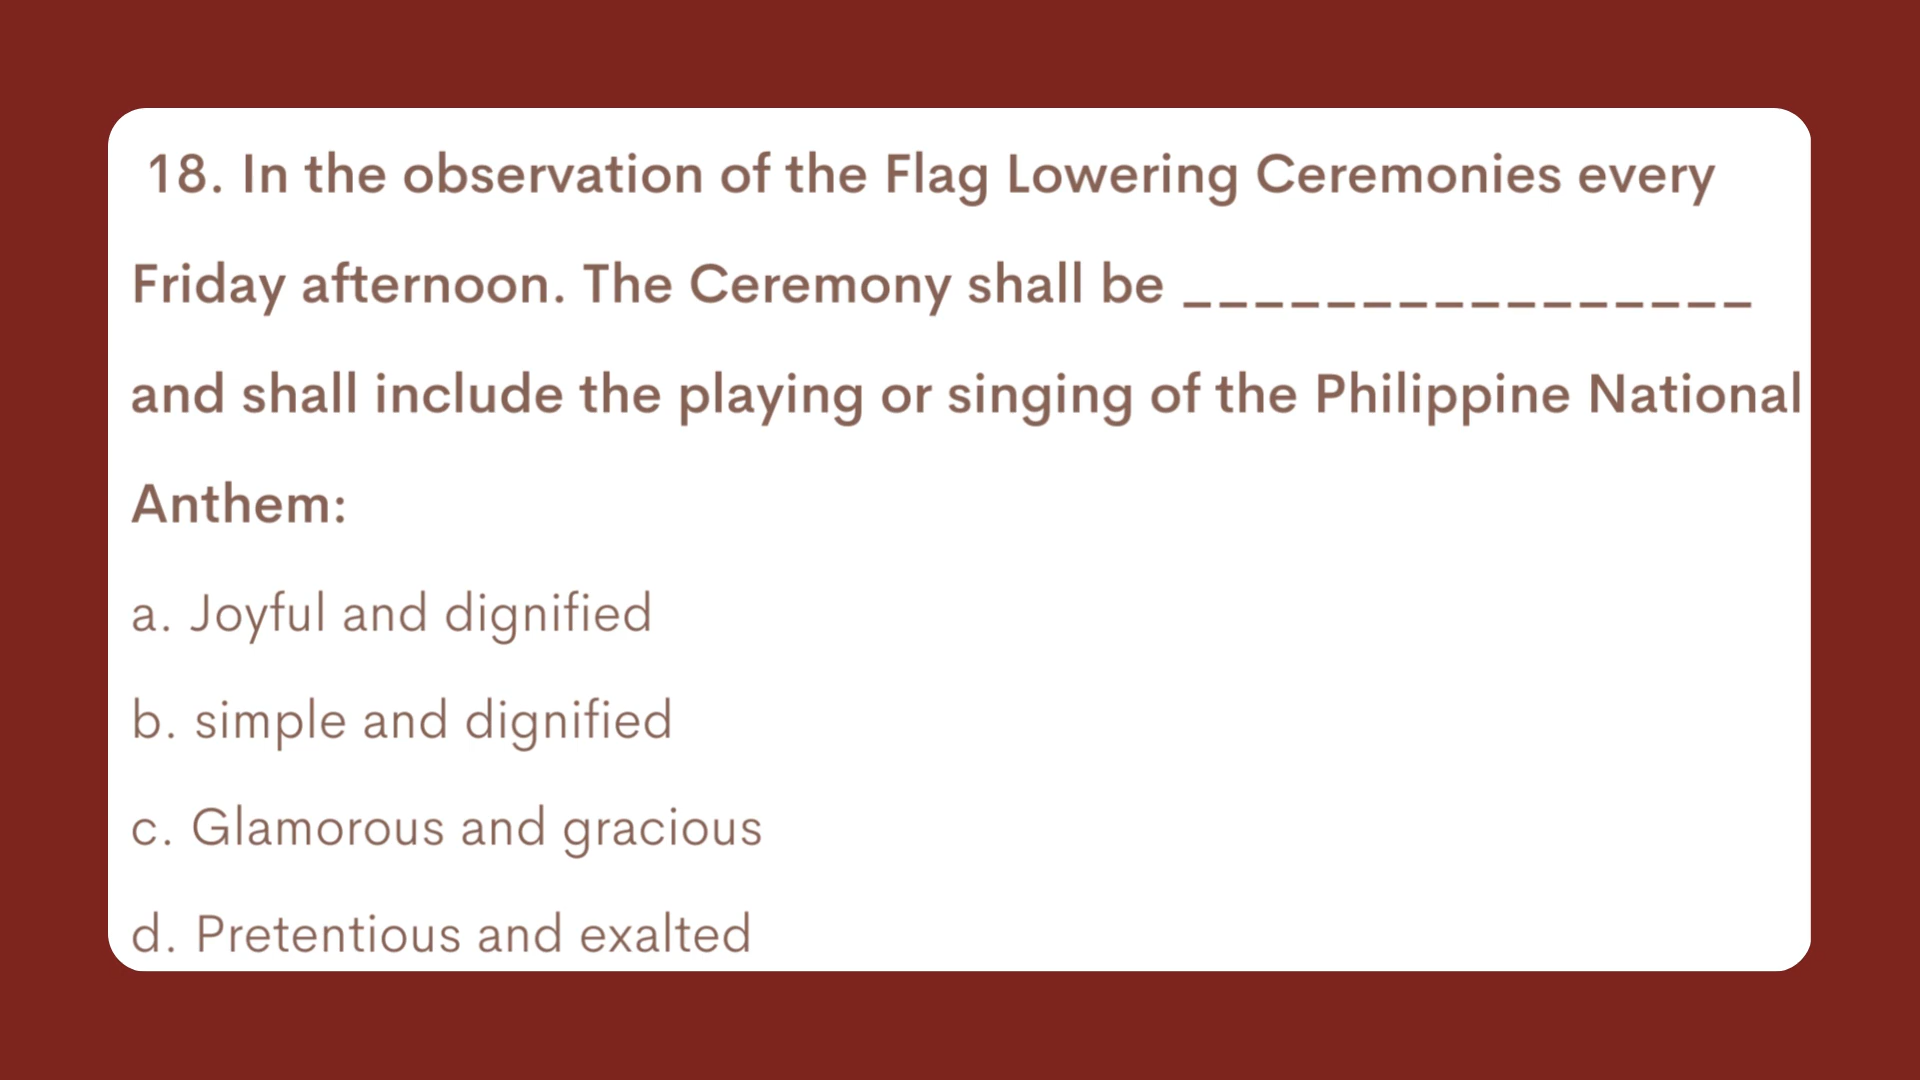 18. In the observation of the Flag Lowering Ceremonies every
Friday afternoon. The Ceremony shall be ________________
and shall include the playing or singing of the Philippine National
Anthem:
a. Joyful and dignified
b. simple and dignified
c. Glamorous and gracious
d. Pretentious and exalted